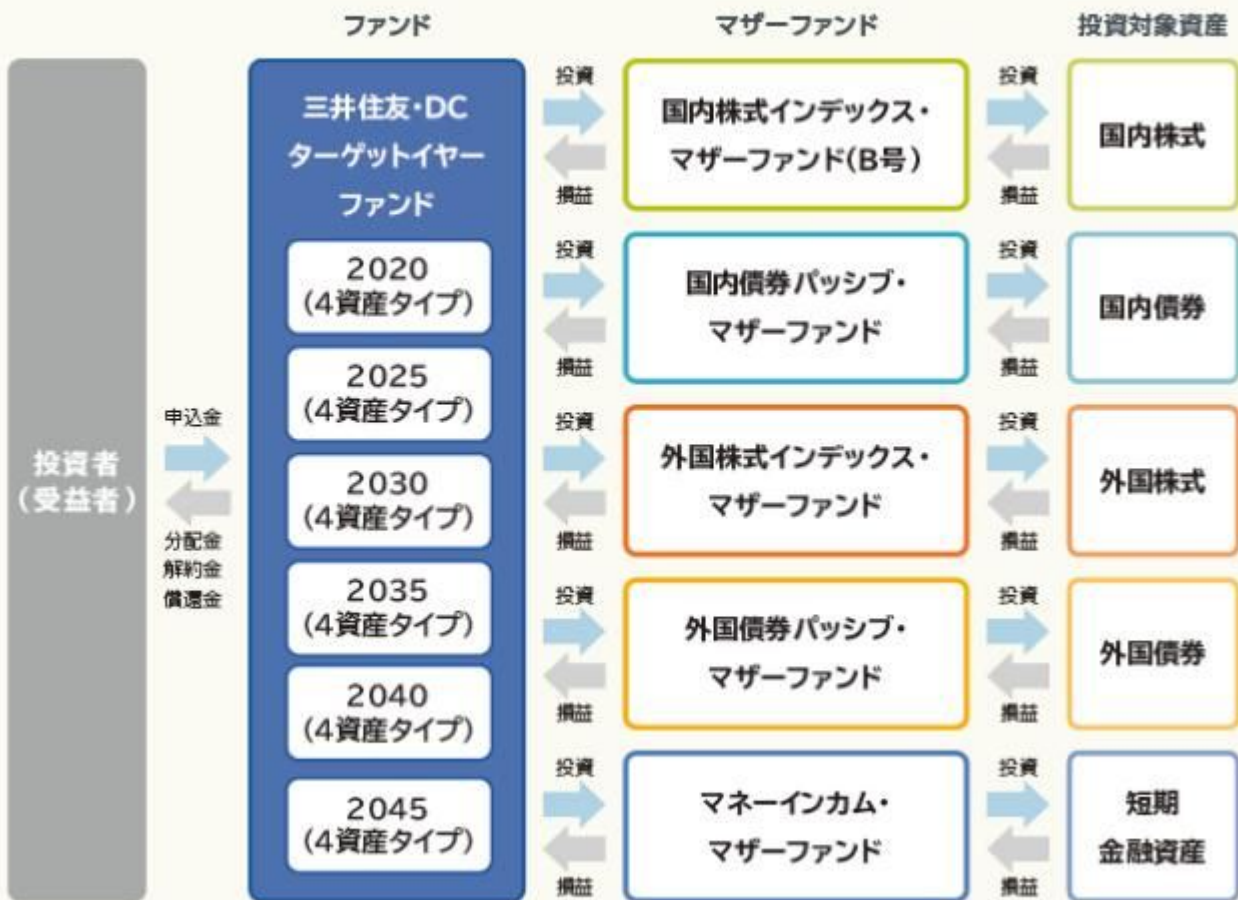 ファンド
マザーファンド
投資対象資産
投資者
(受益者)
申込金
分配金
解約金
償還金
三井住友・DC
ターゲットイヤー
ファンド
2020
(4資産タイプ)
2025
(4資産タイプ)
2030
(4資産タイプ)
2035
(4資産タイプ)
2040
(4資産タイプ)
2045
(4資産タイプ)
投資
損益
国内株式インデックス・
マザーファンド(B号)
投資
損益
国内株式
投資
損益
国内債券パッシブ・
マザーファンド
投資
損益
国内債券
投資
損益
外国株式インデックス・
マザーファンド
投資
損益
外国株式
投資
損益
外国債券パッシブ・
マザーファンド
投資
損益
外国債券
投資
損益
マネーインカム・
マザーファンド
投資
損益
短期
金融資産